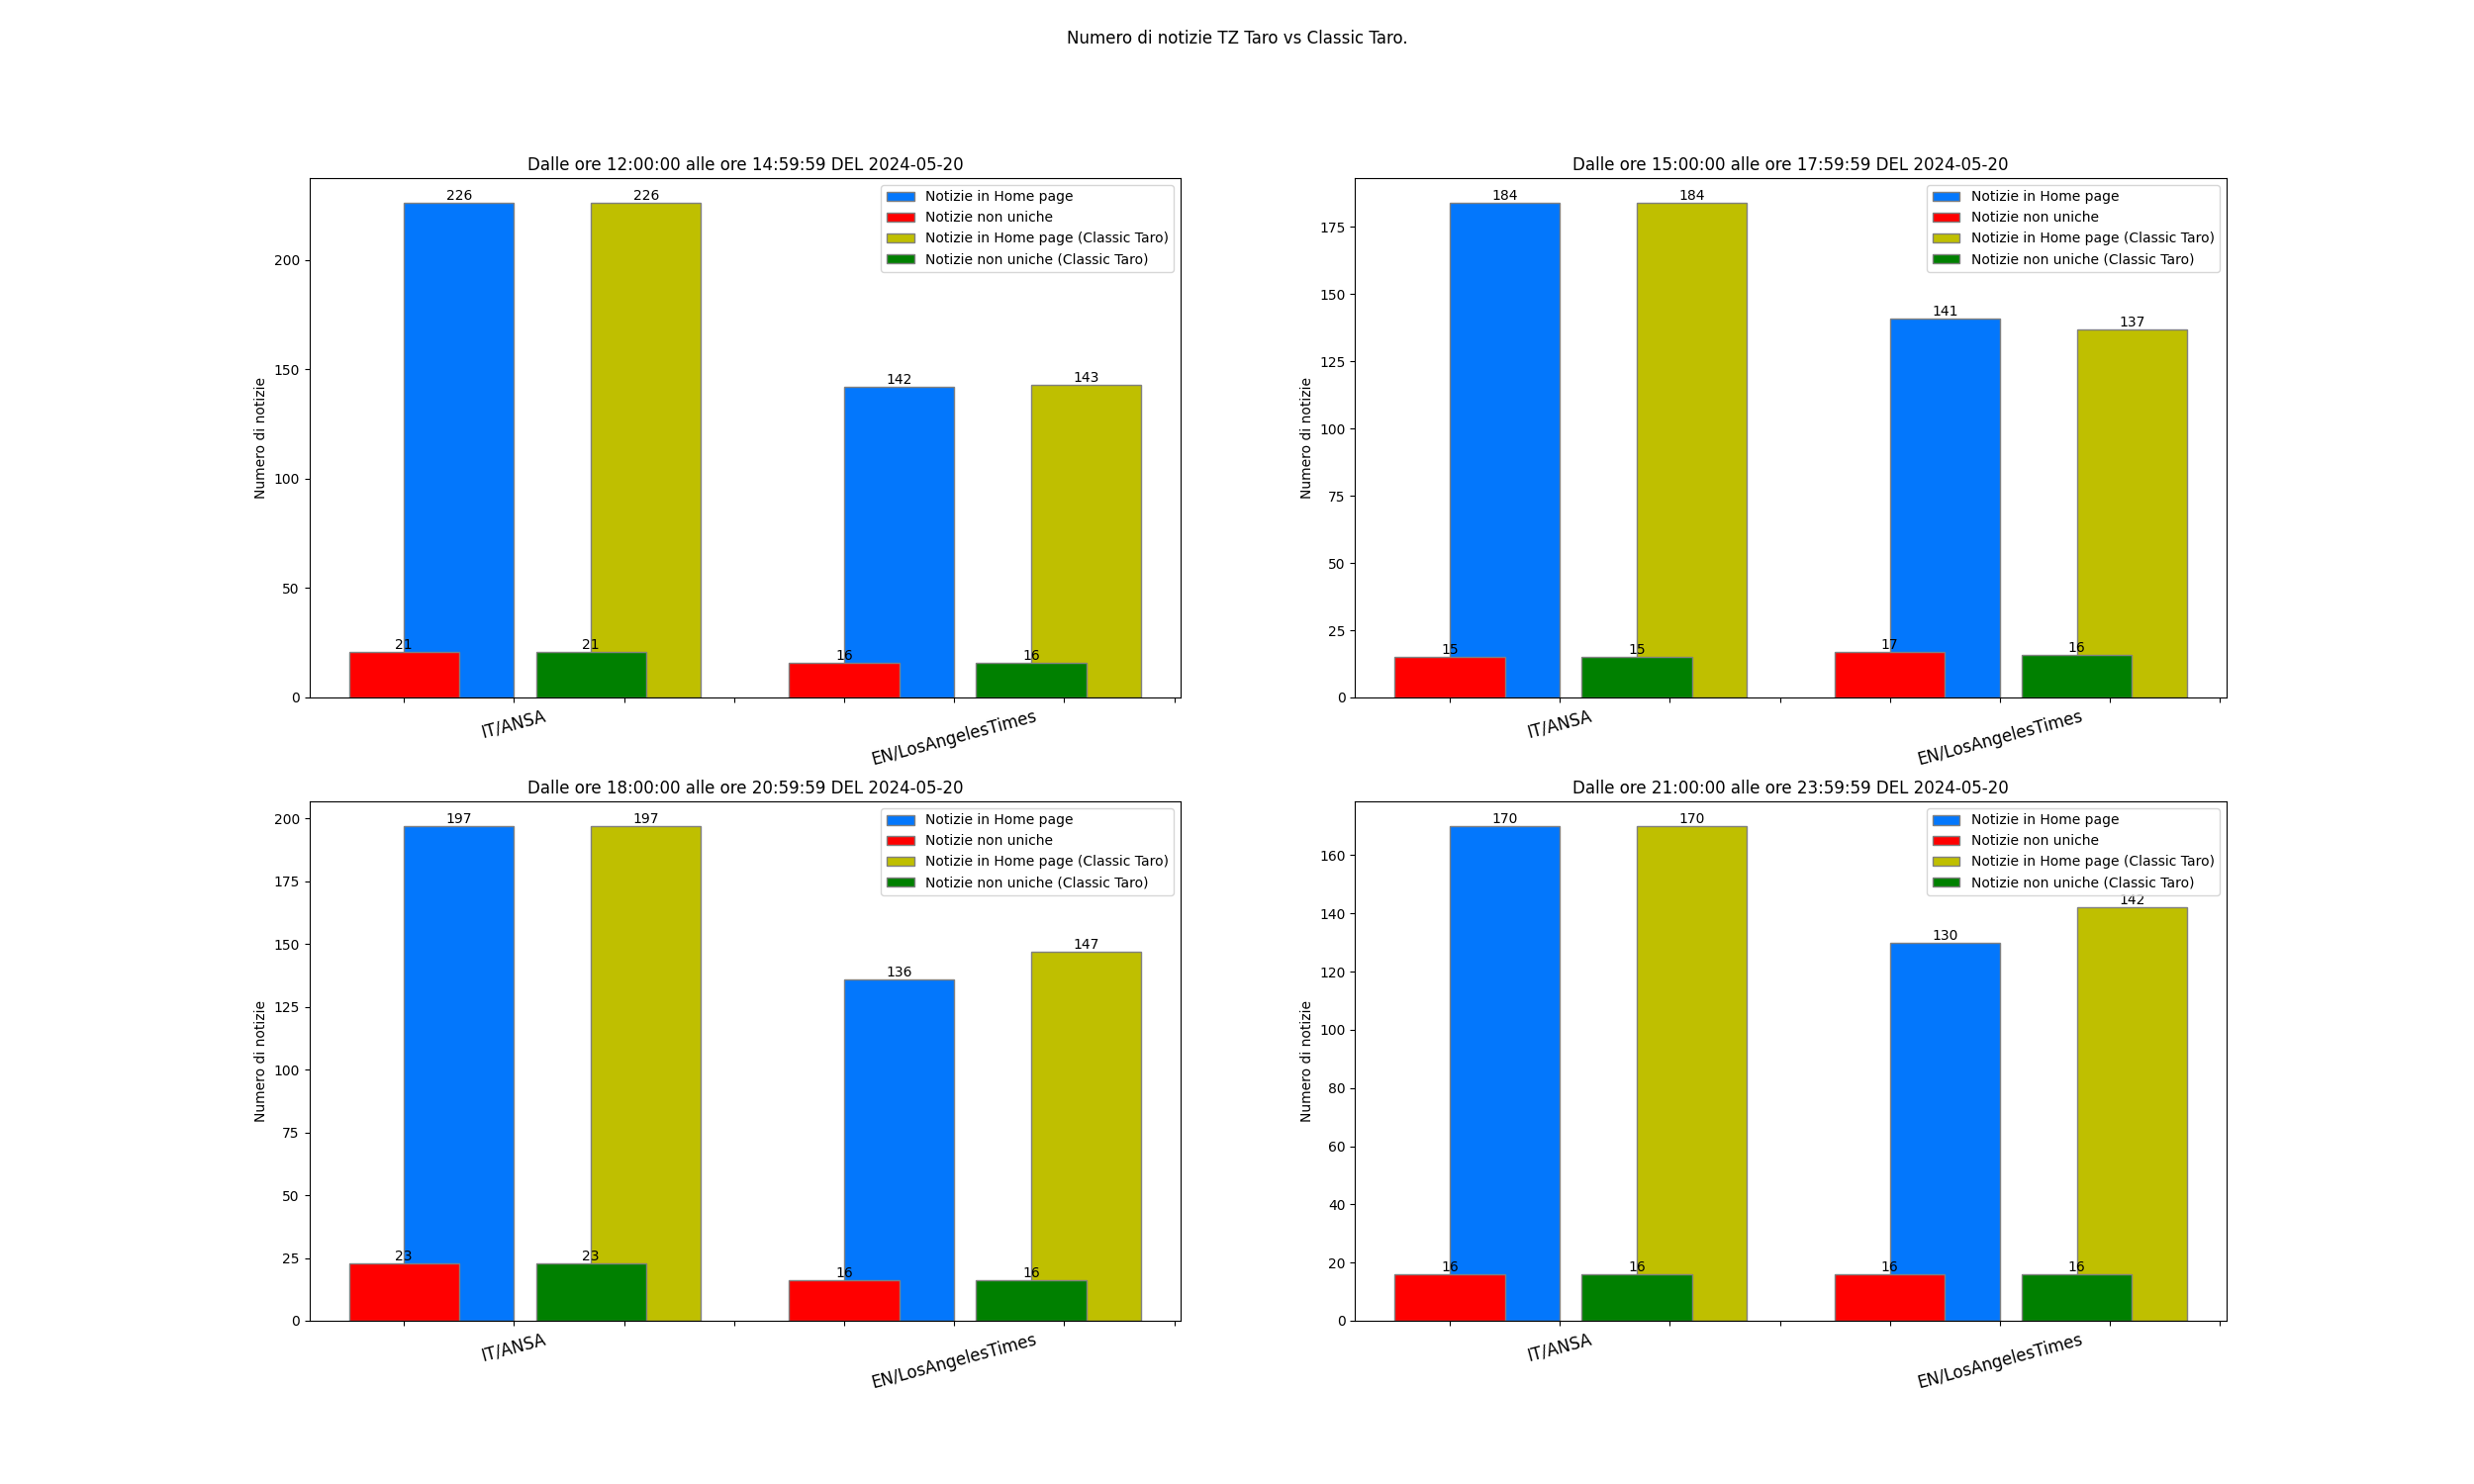 Numero di notizie TZ Taro vs Classic Taro.
Dalle ore 12:00:00 alle ore 14:59:59 DEL 2024-05-20
Numero di notizie
200
150
100
50
0
226
226
142
143
21
21
16
16
Notizie in Home page
Notizie non uniche
Notizie in Home page (Classic Taro)
Notizie non uniche (Classic Taro)
IT/ANSA
EN/LosAngelesTimes
Dalle ore 15:00:00 alle ore 17:59:59 DEL 2024-05-20
Numero di notizie
175
150
125
100
75
50
25
0
184
184
141
137
15
15
17
16
Notizie in Home page
Notizie non uniche
Notizie in Home page (Classic Taro)
Notizie non uniche (Classic Taro)
IT/ANSA
EN/LosAngelesTimes
Dalle ore 18:00:00 alle ore 20:59:59 DEL 2024-05-20
Numero di notizie
200
175
150
125
100
75
50
25
0
197
197
136
147
23
23
16
16
Notizie in Home page
Notizie non uniche
Notizie in Home page (Classic Taro)
Notizie non uniche (Classic Taro)
IT/ANSA
EN/LosAngelesTimes
Dalle ore 21:00:00 alle ore 23:59:59 DEL 2024-05-20
Numero di notizie
160
140
120
100
80
60
40
20
0
170
170
130
142
16
16
16
16
Notizie in Home page
Notizie non uniche
Notizie in Home page (Classic Taro)
Notizie non uniche (Classic Taro)
IT/ANSA
EN/LosAngelesTimes